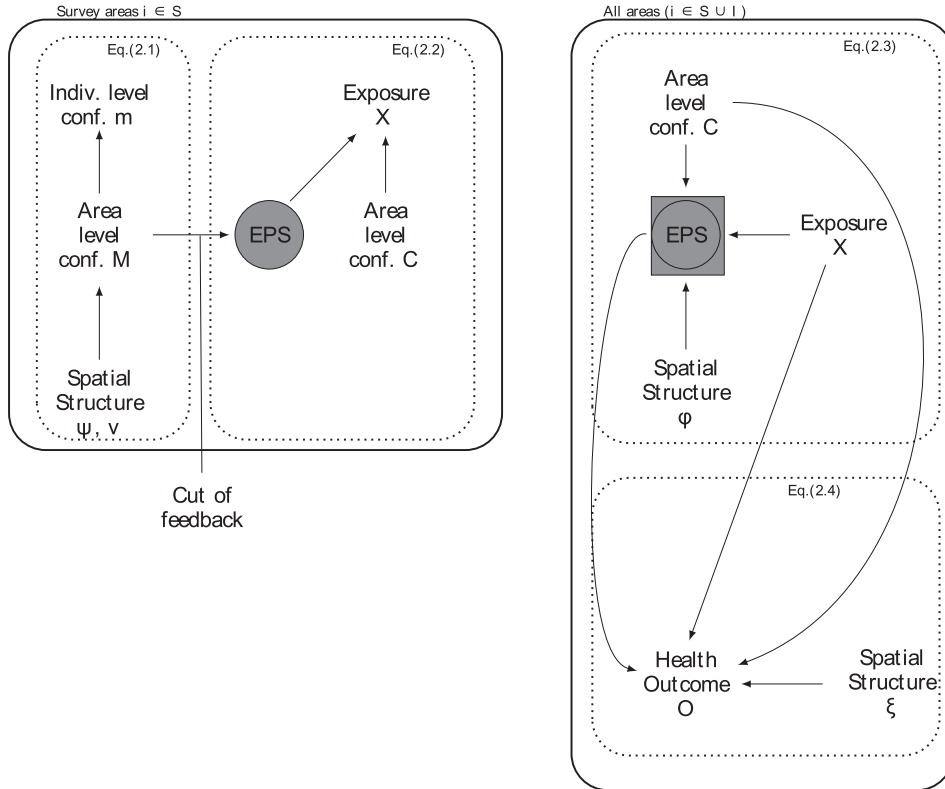 Survey areas i ∈ S
Eq.(2.1)
Indiv. level
conf. m
Area
level
conf. M
Spatial
Structure
ψ, ν
Eq.(2.2)
Exposure
X
EPS
Area
level
conf. C
Cut of
feedback
All areas (i ∈ S ∪ I)
Eq.(2.3)
Area
level
conf. C
EPS
Exposure
X
Spatial
Structure
φ
Eq.(2.4)
Health
Outcome
O
Spatial
Structure
ξ